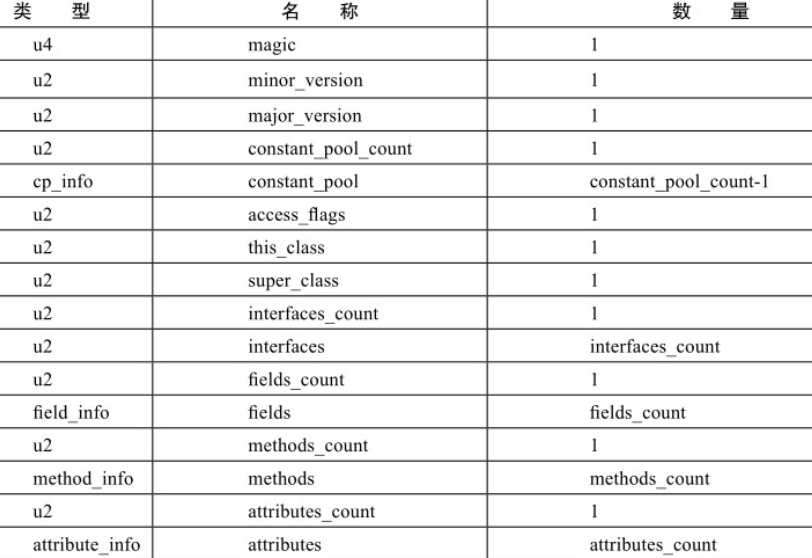 类 型 名 称 数 量
u4 magic 1
u2 minor_version 1
u2 major_version 1
u2 constant_pool_count 1
cp_info constant_pool constant_pool_count-1
u2 access_flags 1
u2 this_class 1
u2 super_class 1
u2 interfaces_count 1
u2 interfaces interfaces_count
u2 fields_count 1
field_info fields fields_count
u2 methods_count 1
method_info methods methods_count
u2 attributes_count 1
attribute_info attributes attributes_count